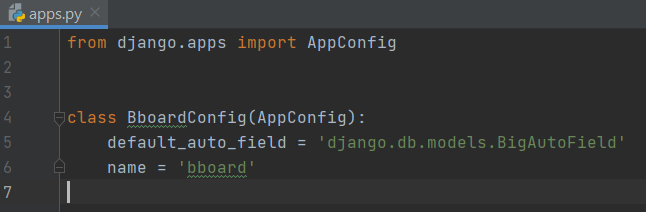 apps.py
1 from django.apps import AppConfig
2
3
4 class BboardConfig(AppConfig):
5     default_auto_field = 'django.db.models.BigAutoField'
6     name = 'bboard'
7